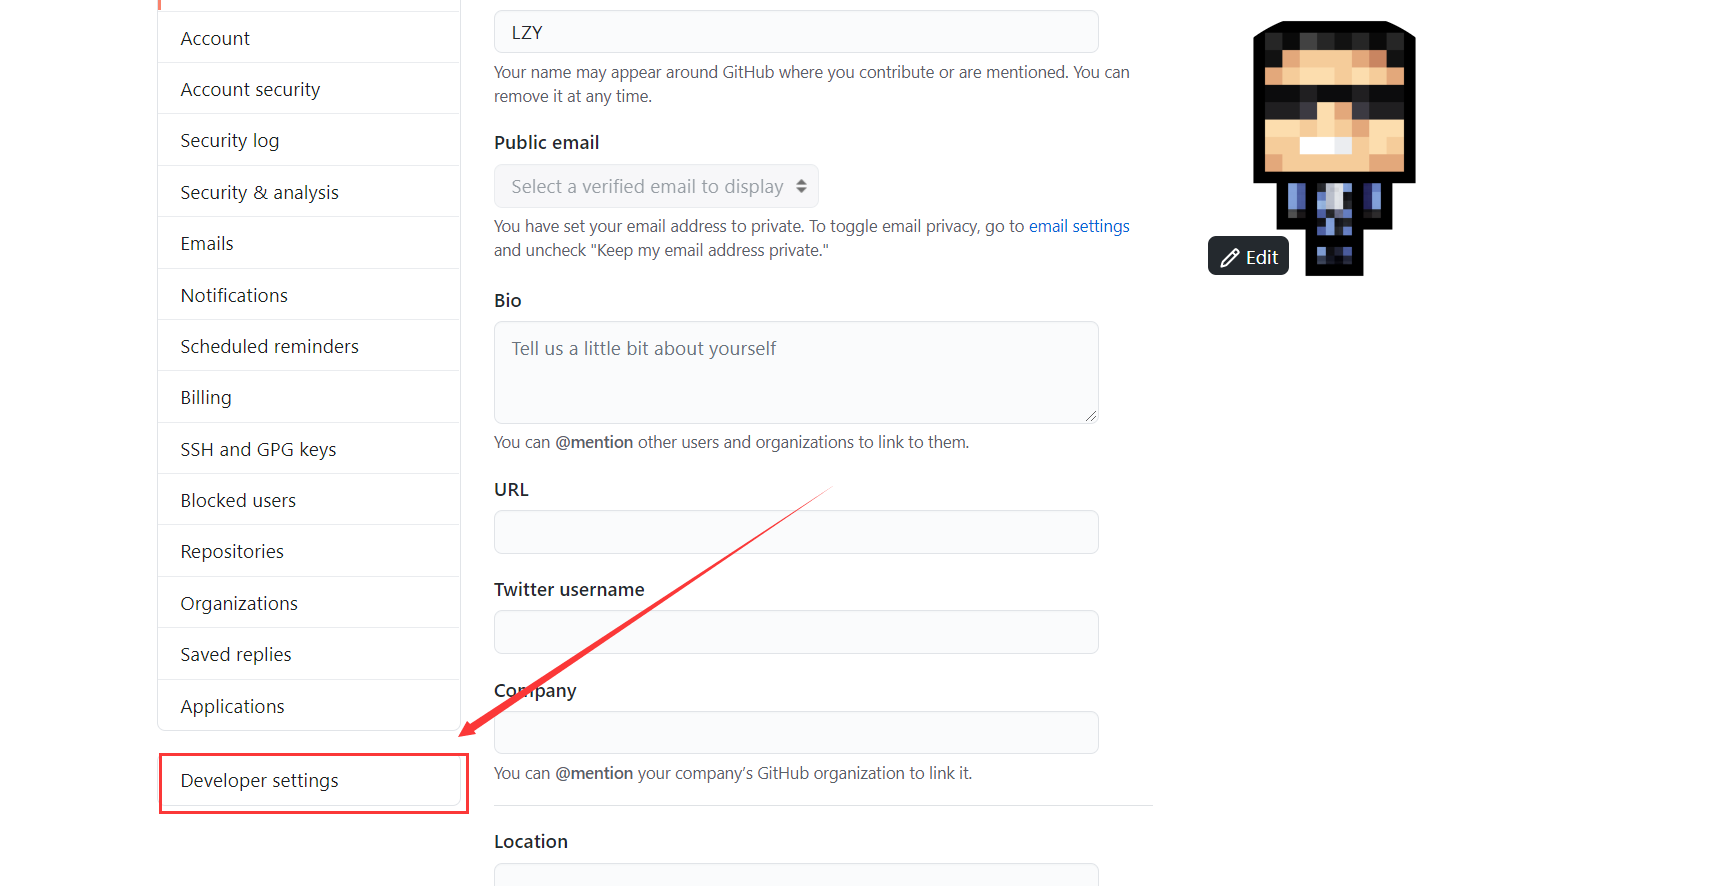 Account
Account security
Security log
Security & analysis
Emails
Notifications
Scheduled reminders
Billing
SSH and GPG keys
Blocked users
Repositories
Organizations
Saved replies
Applications
Developer settings
LZY
Your name may appear around GitHub where you contribute or are mentioned. You can
remove it at any time.
Public email
Select a verified email to display
You have set your email address to private. To toggle email privacy, go to email settings
and uncheck "Keep my email address private."
Bio
Tell us a little bit about yourself
You can @mention other users and organizations to link to them.
URL
Twitter username
Company
You can @mention your company’s GitHub organization to link it.
Location
Edit